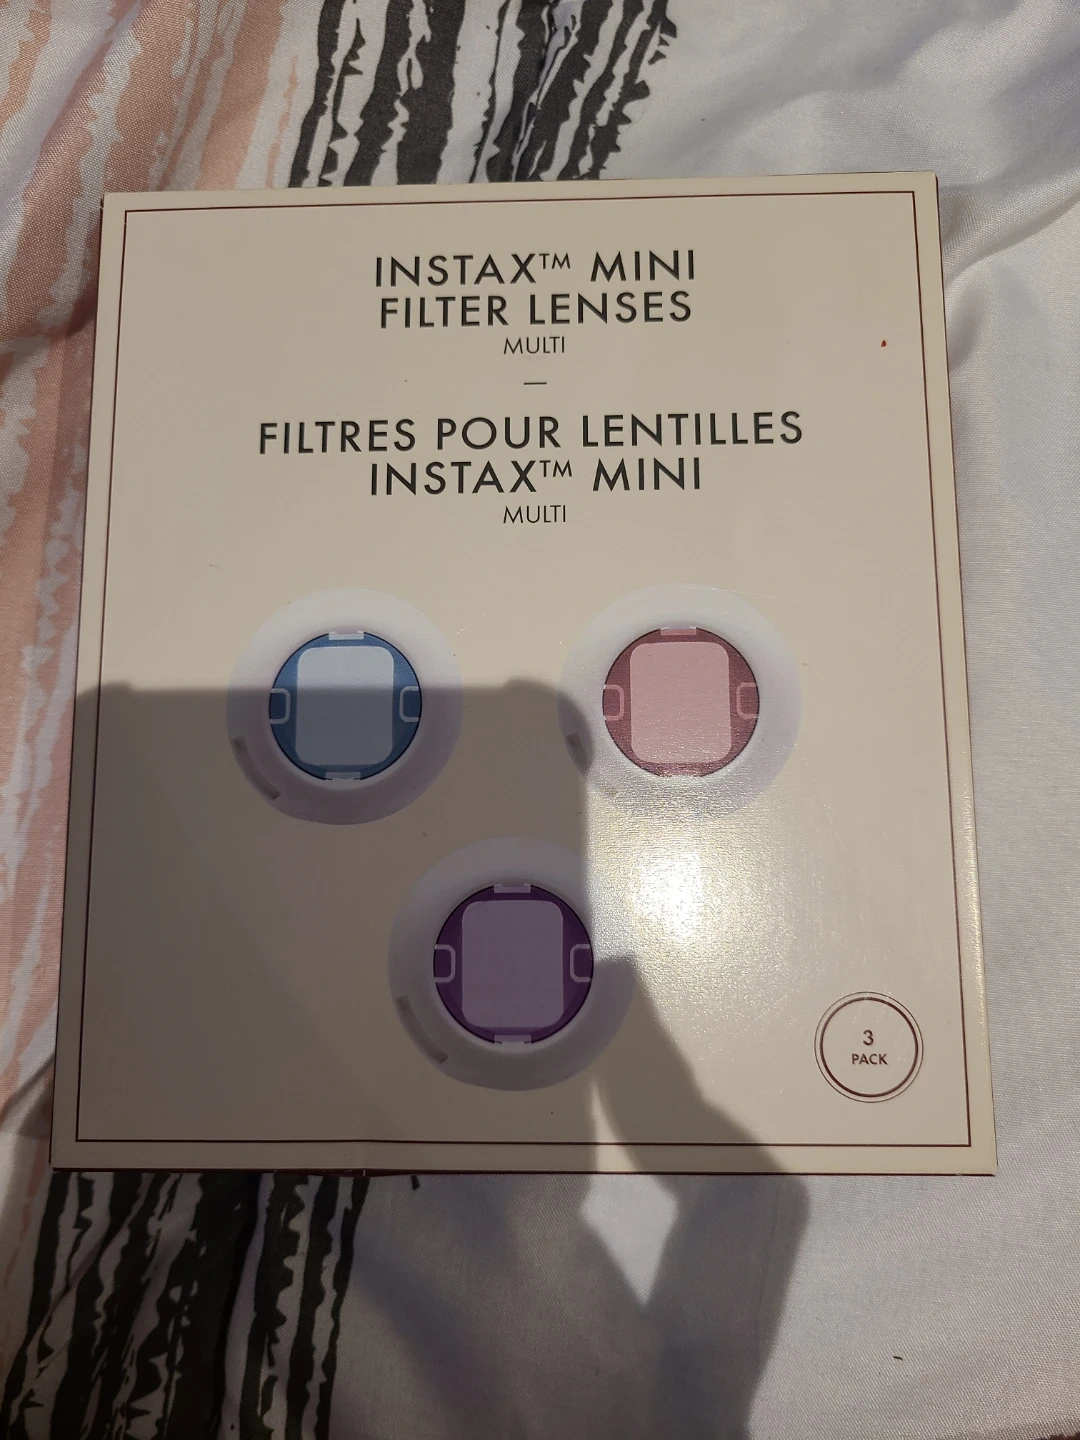 INSTAX™ MINI
FILTER LENSES
MULTI
—
FILTRES POUR LENTILLES
INSTAX™ MINI
MULTI
3
PACK